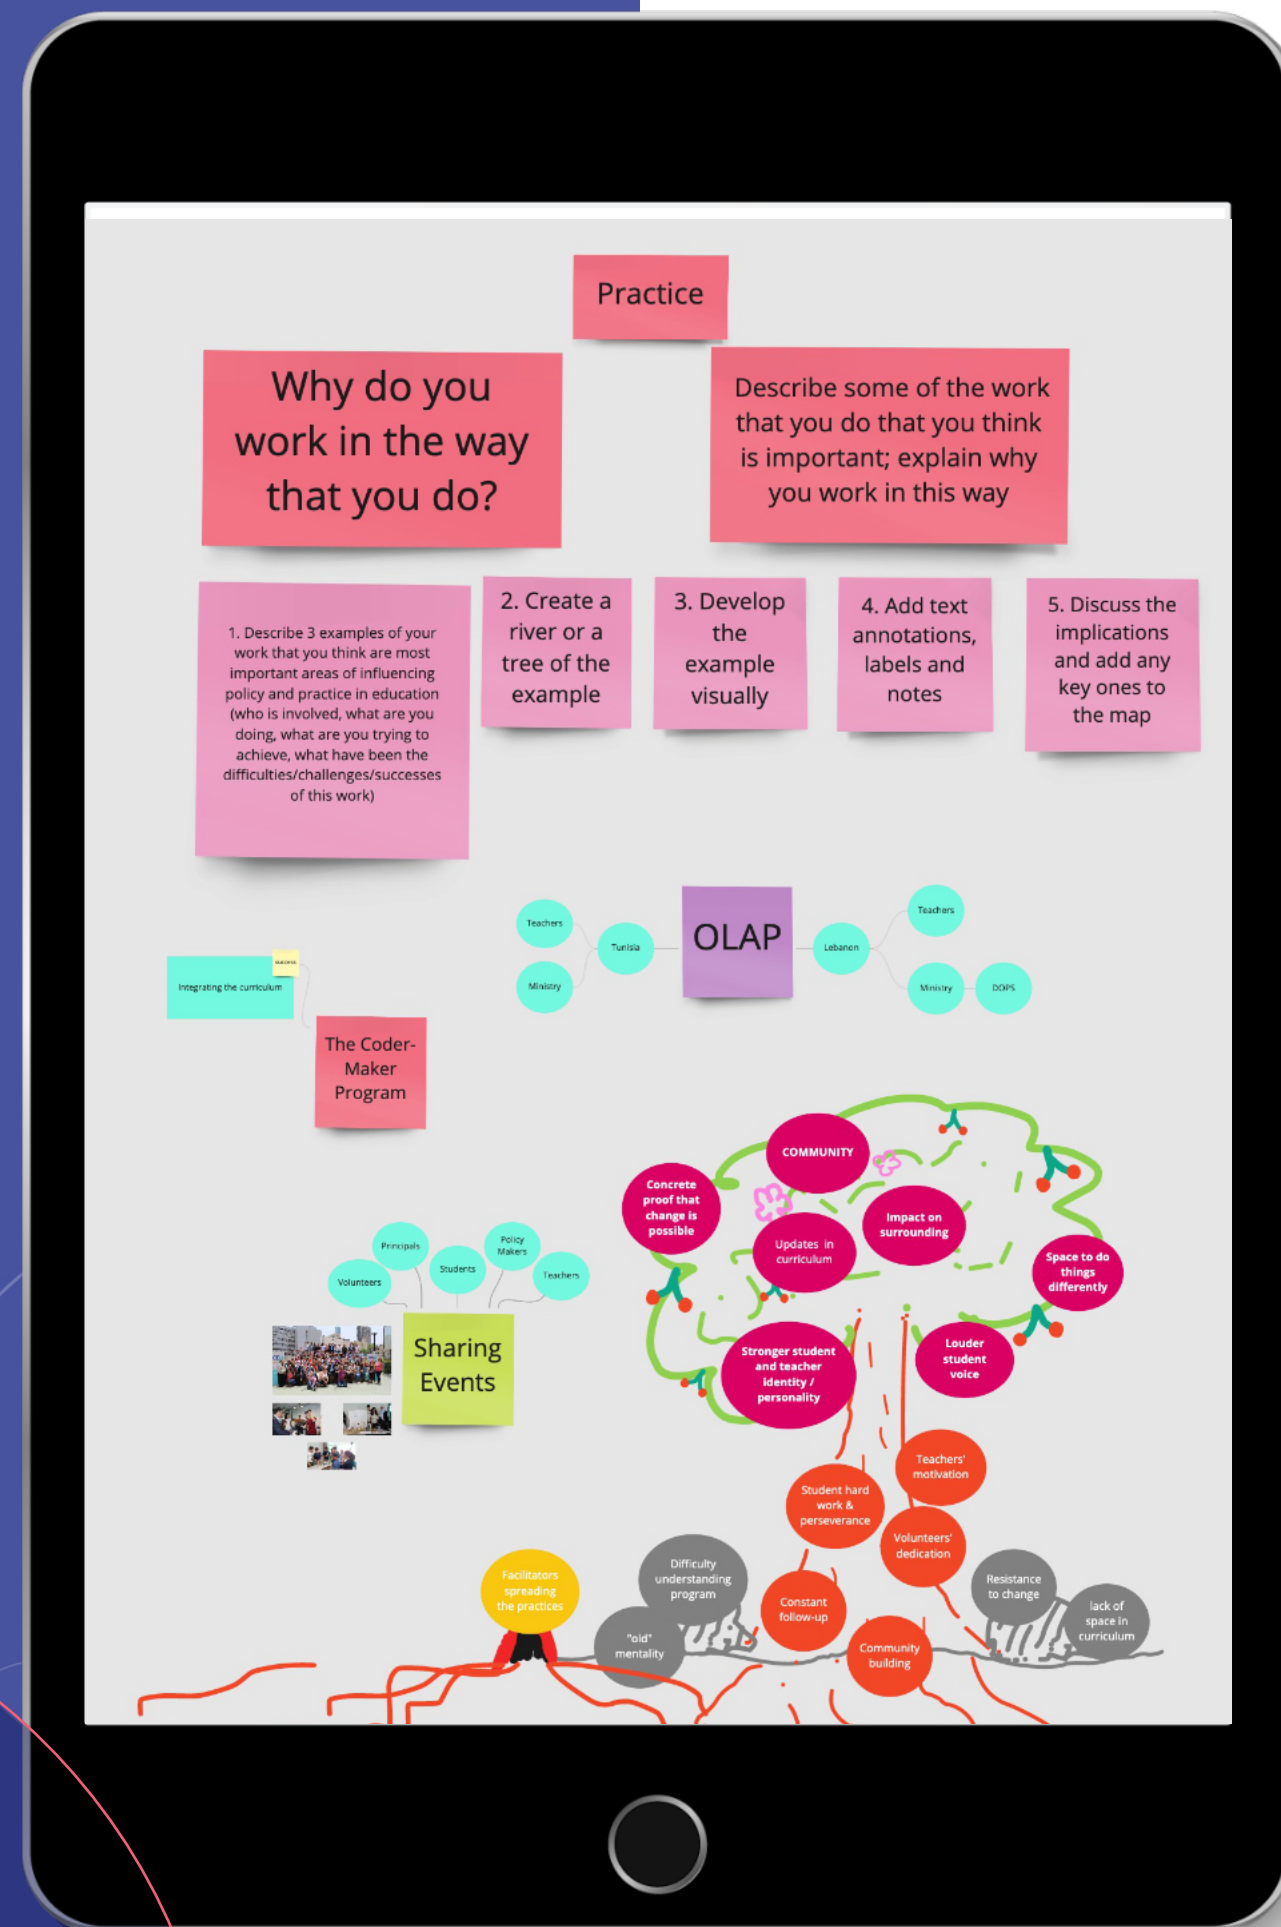 Practice
Why do you
work in the way
that you do?
Describe some of the work
that you do that you think
is important; explain why
you work in this way
1. Describe 3 examples of your
work that you think are most
important areas of influencing
policy and practice in education
(who is involved, what are you
doing, what are you trying to
achieve, what have been the
difficulties/challenges/successes
of this work)
2. Create a
river or a
tree of the
example
3. Develop
the
example
visually
4. Add text
annotations,
labels and
notes
5. Discuss the
implications
and add any
key ones to
the map
Teachers
Ministry
Tunisia
OLAP
Lebanon
Teachers
Ministry
DOPS
success
Integrating the curriculum
The Coder-
Maker
Program
Volunteers
Principals
Students
Policy
Makers
Teachers
Sharing
Events
COMMUNITY
Concrete
proof that
change is
possible
Updates in
curriculum
Impact on
surrounding
Space to do
things
differently
Stronger student
and teacher
identity /
personality
Louder
student
voice
Teachers'
motivation
Student hard
work &
perseverance
Volunteers'
dedication
Facilitators
spreading
the practices
Difficulty
understanding
program
"old"
mentality
Constant
follow-up
Community
building
Resistance
to change
lack of
space in
curriculum